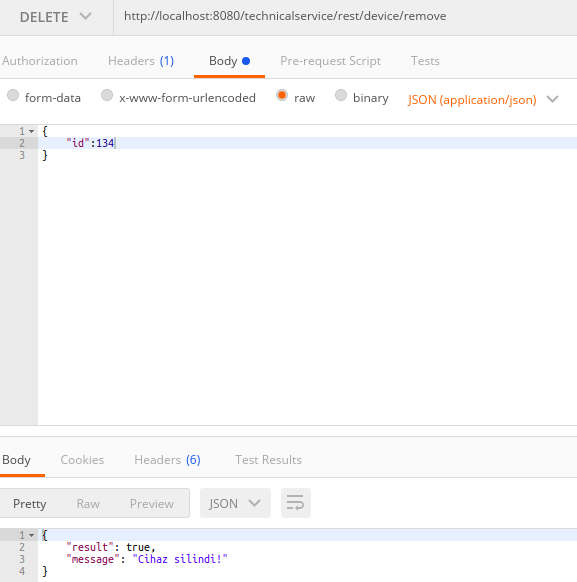 DELETE http://localhost:8080/technicalservice/rest/device/remove
Authorization Headers (1) Body Pre-request Script Tests
form-data x-www-form-urlencoded raw binary JSON (application/json)
1 {
2 "id":134
3 }
Body Cookies Headers (6) Test Results
Pretty Raw Preview JSON
1 {
2 "result": true,
3 "message": "Cihaz silindi!"
4 }